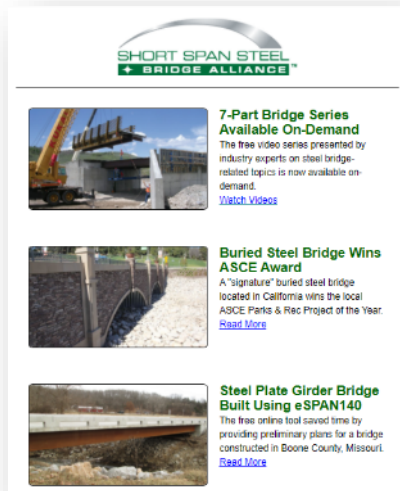 SHORT SPAN STEEL
BRIDGE ALLIANCE™
7-Part Bridge Series
Available On-Demand
The free video series presented by
industry experts on steel bridge-
related topics is now available on-
demand.
Watch Videos
Buried Steel Bridge Wins
ASCE Award
A "signature" buried steel bridge
located in California wins the local
ASCE Parks & Rec Project of the Year.
Read More
Steel Plate Girder Bridge
Built Using eSPAN140
The free online tool saved time by
providing preliminary plans for a bridge
constructed in Boone County, Missouri.
Read More